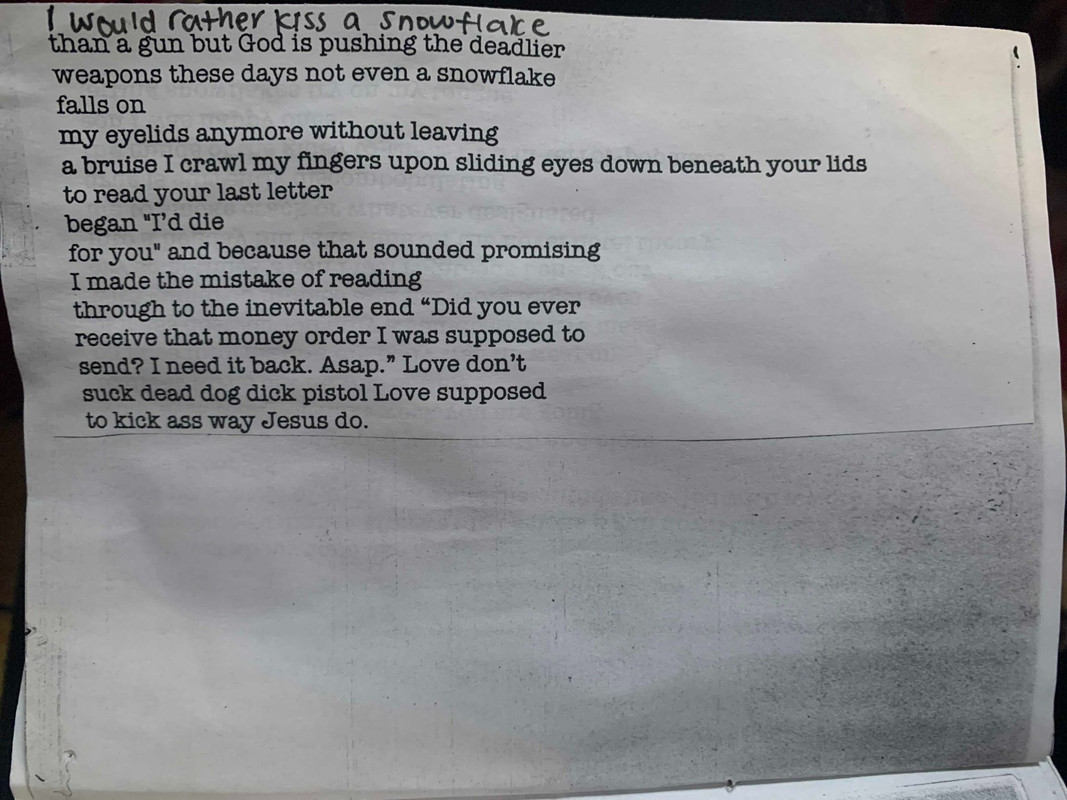 I would rather kiss a snowflake
than a gun but God is pushing the deadlier
weapons these days not even a snowflake
falls on
my eyelids anymore without leaving
a bruise I crawl my fingers upon sliding eyes down beneath your lids
to read your last letter
began "I'd die
for you" and because that sounded promising
I made the mistake of reading
through to the inevitable end “Did you ever
receive that money order I was supposed to
send? I need it back. Asap.” Love don’t
suck dead dog dick pistol Love supposed
to kick ass way Jesus do.